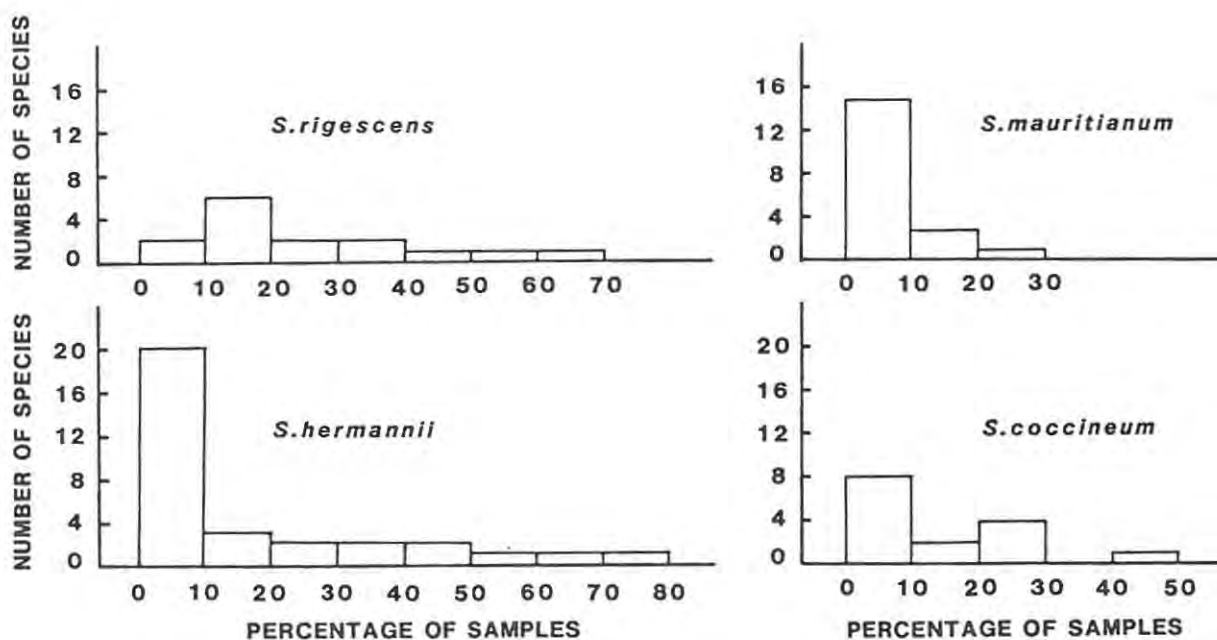 NUMBER OF SPECIES
16
12
8
4
0
S.rigescens
0 10 20 30 40 50 60 70
16
12
8
4
0
S.mauritianum
0 10 20 30
NUMBER OF SPECIES
20
16
12
8
4
0
S.hermannii
0 10 20 30 40 50 60 70 80
PERCENTAGE OF SAMPLES
20
16
12
8
4
0
S.coccineum
0 10 20 30 40 50
PERCENTAGE OF SAMPLES